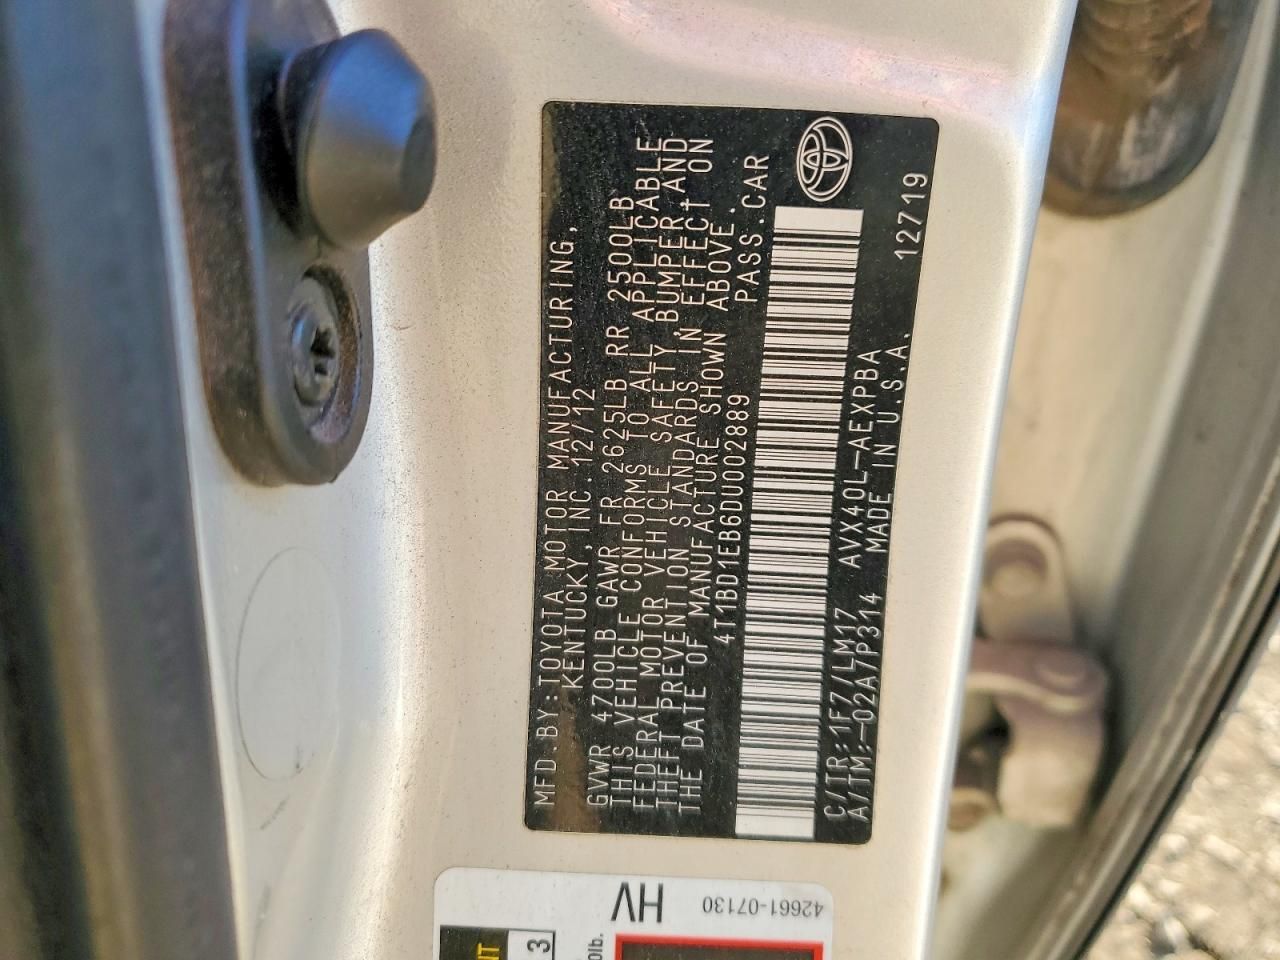 MFD.BY:TOYOTA MOTOR MANUFACTURING,
KENTUCKY,INC. 12/12
GVWR 4700LB GAWR FR 2625LB RR 2500LB
THIS VEHICLE CONFORMS TO ALL APPLICABLE
FEDERAL MOTOR VEHICLE SAFETY,BUMPER,AND
THEFT PREVENTION STANDARDS IN EFFECT ON
THE DATE OF MANUFACTURE SHOWN ABOVE.
4T1BD1EB6DU002889 PASS.CAR
C/TR:1F7/LM17 AVX40L-AEXPBA 12719
A/TM:-02A/P314 MADE IN U.S.A.
HV
42661-07130
3